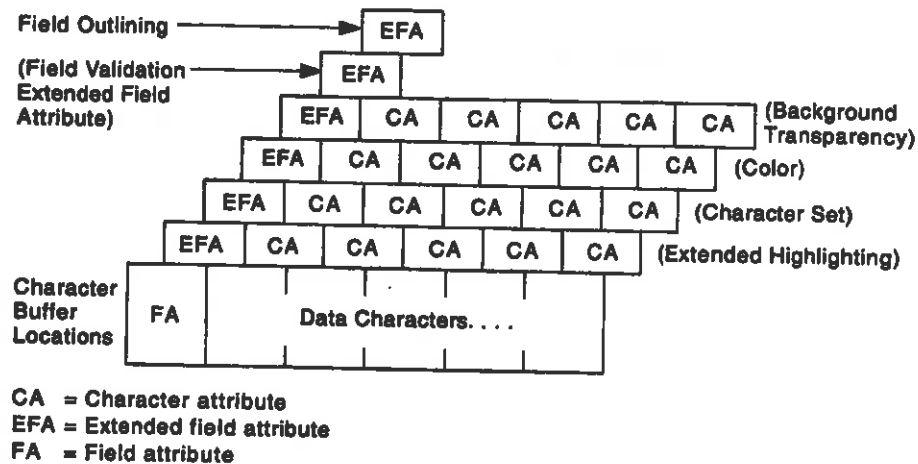 Field Outlining EFA
(Field Validation EFA
Extended Field
Attribute) EFA CA CA CA CA CA (Background
Transparency)
EFA CA CA CA CA CA (Color)
EFA CA CA CA CA CA (Character Set)
EFA CA CA CA CA CA (Extended Highlighting)
Character
Buffer
Locations FA Data Characters. . . .
CA = Character attribute
EFA = Extended field attribute
FA = Field attribute